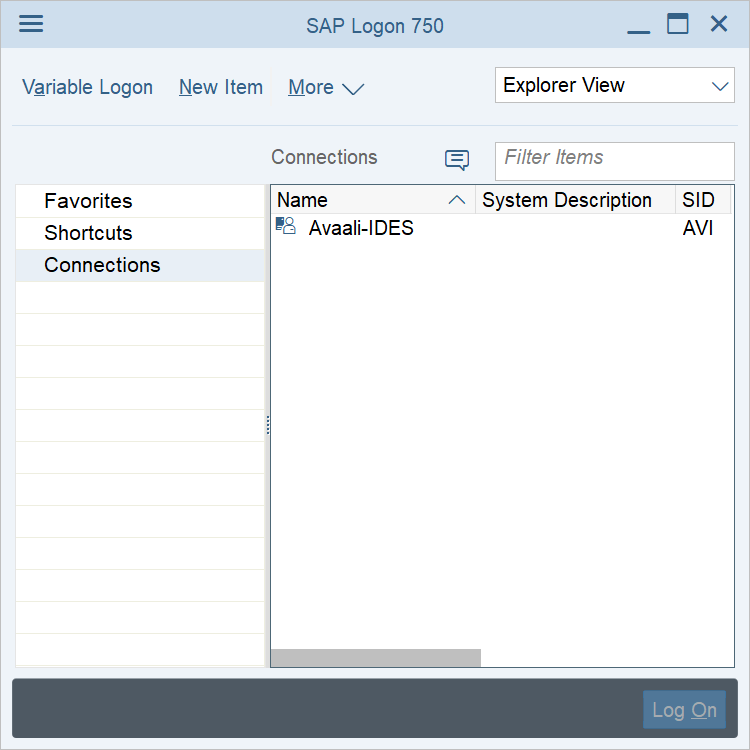 SAP Logon 750
Variable Logon New Item More Explorer View
Connections Filter Items
Favorites
Shortcuts
Connections
Name System Description SID
Avaali-IDES AVI
Log On